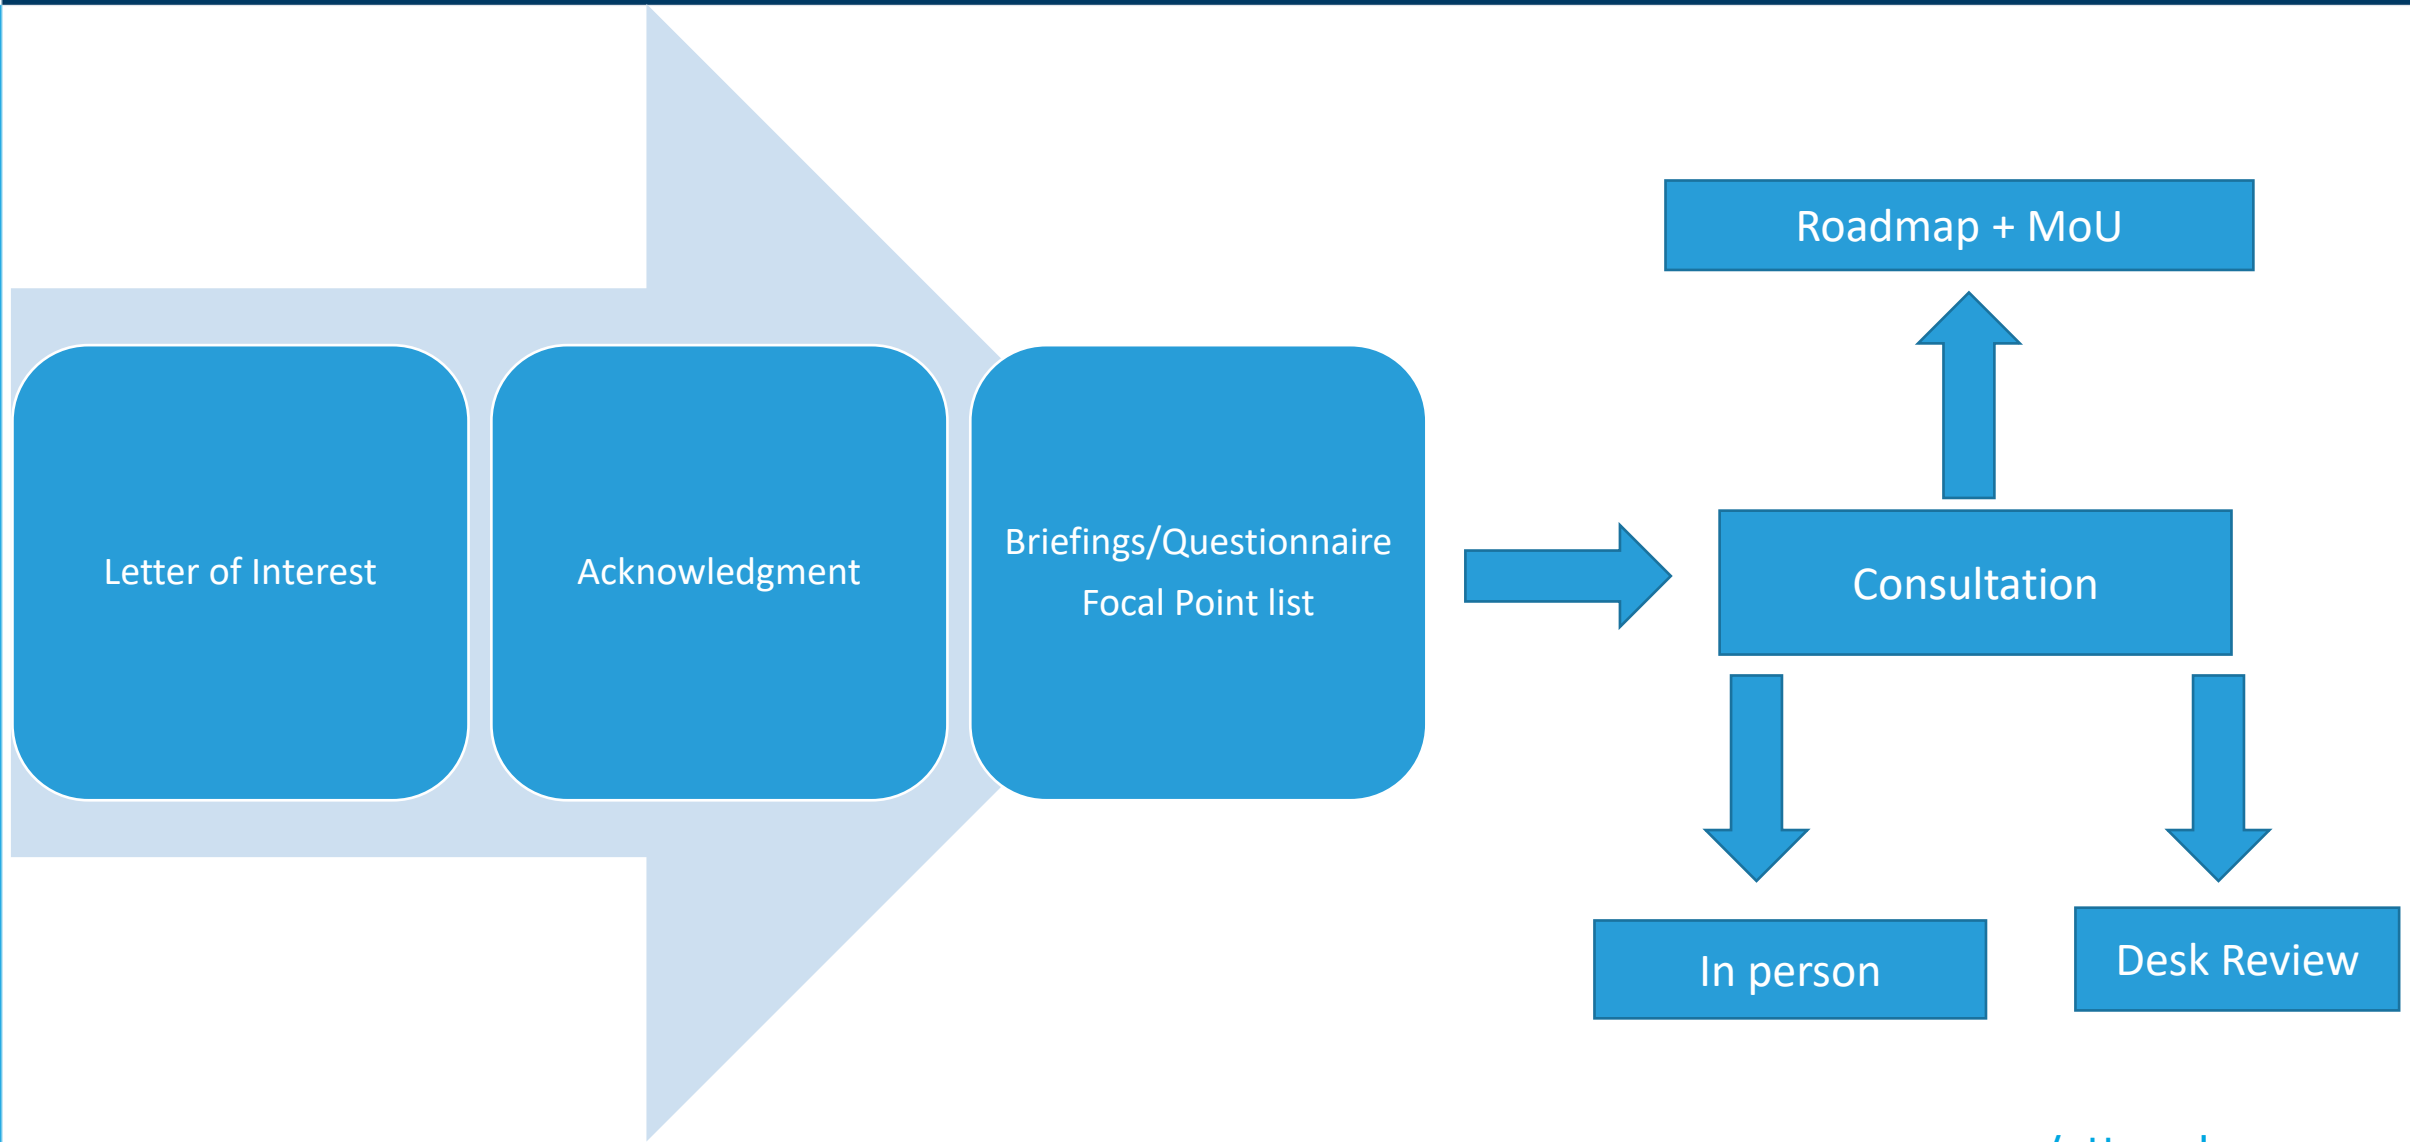 Letter of Interest
Acknowledgment
Briefings/Questionnaire
Focal Point list
Roadmap + MoU
Consultation
In person
Desk Review